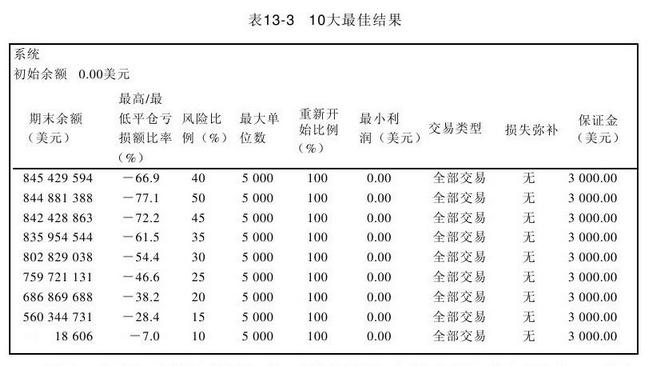 表13-3 10大最佳结果
系统
初始余额 0.00美元
期末余额（美元） 最高/最低平仓亏损额比率（%） 风险比例（%） 最大单位数 重新开始比例（%） 最小利润（美元） 交易类型 损失弥补 保证金（美元）
845 429 594 －66.9 40 5 000 100 0.00 全部交易 无 3 000.00
844 881 388 －77.1 50 5 000 100 0.00 全部交易 无 3 000.00
842 428 863 －72.2 45 5 000 100 0.00 全部交易 无 3 000.00
835 954 544 －61.5 35 5 000 100 0.00 全部交易 无 3 000.00
802 829 038 －54.4 30 5 000 100 0.00 全部交易 无 3 000.00
759 721 131 －46.6 25 5 000 100 0.00 全部交易 无 3 000.00
686 869 688 －38.2 20 5 000 100 0.00 全部交易 无 3 000.00
560 344 731 －28.4 15 5 000 100 0.00 全部交易 无 3 000.00
18 606 －7.0 10 5 000 100 0.00 全部交易 无 3 000.00